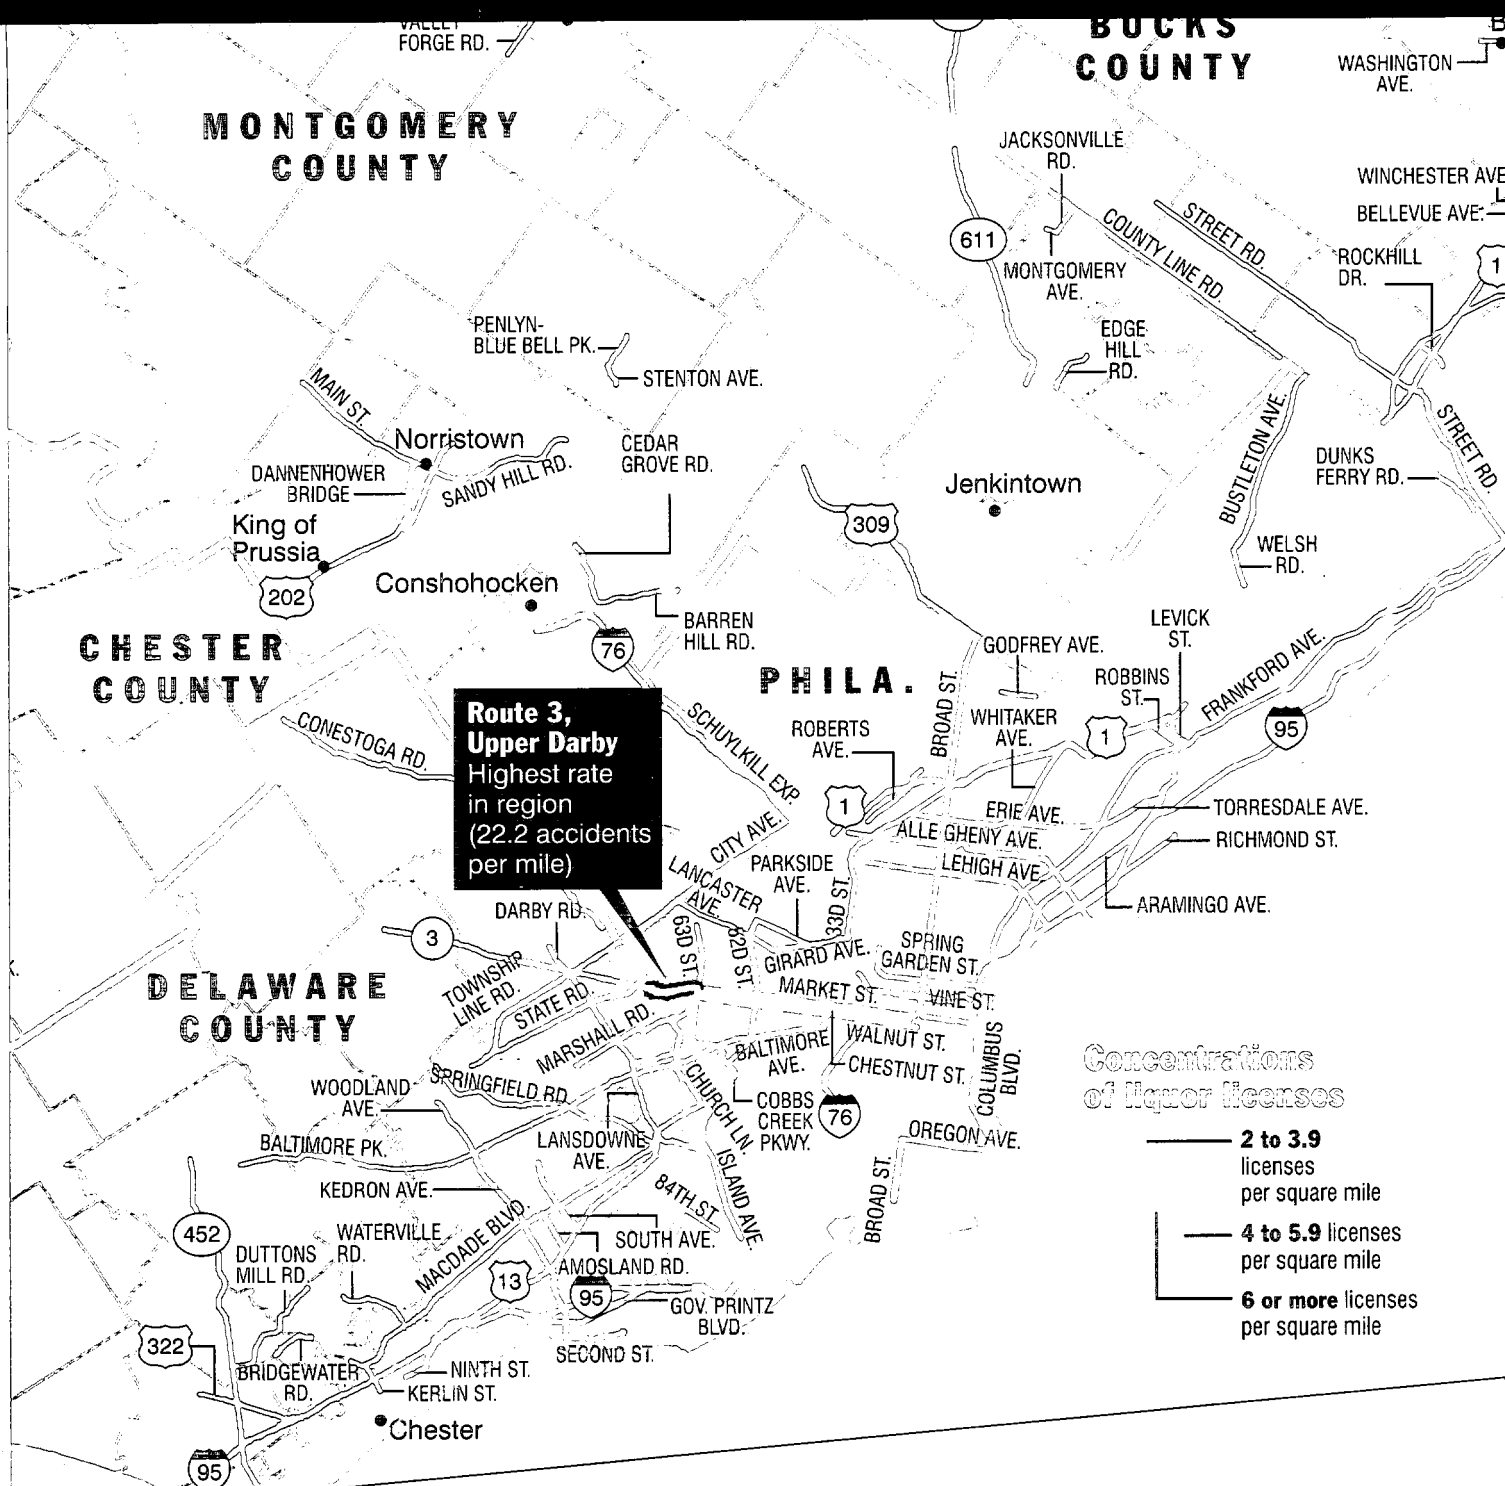 VALLEY
FORGE RD.
BUCKS
COUNTY
WASHINGTON
AVE.
MONTGOMERY
COUNTY
JACKSONVILLE
RD.
WINCHESTER AVE
BELLEVUE AVE.
STREET RD.
COUNTY LINE RD.
611
MONTGOMERY
AVE.
ROCKHILL
DR.
1
PENLYN-
BLUE BELL PK.
STENTON AVE.
EDGE
HILL
RD.
MAIN ST.
Norristown
CEDAR
GROVE RD.
DANNENHOWER
BRIDGE
SANDY HILL RD.
BUSTLETON AVE.
STREET RD.
DUNKS
FERRY RD.
Jenkintown
King of
Prussia
309
WELSH
RD.
202
Conshohocken
BARREN
HILL RD.
76
CHESTER
COUNTY
PHILA.
GODFREY AVE.
LEVICK
ST.
ROBBINS
ST.
FRANKFORD AVE.
95
CONESTOGA RD.
Route 3,
Upper Darby
Highest rate
in region
(22.2 accidents
per mile)
SCHUYLKILL EXP.
ROBERTS
AVE.
BROAD ST.
WHITAKER
AVE.
1
1
ERIE AVE.
TORRESDALE AVE.
CITY AVE.
ALLEGHENY AVE.
RICHMOND ST.
LEHIGH AVE.
PARKSIDE
AVE.
LANCASTER
AVE.
33D ST.
ARAMINGO AVE.
DARBY RD.
3
63D ST.
62D ST.
GIRARD AVE.
SPRING
GARDEN ST.
TOWNSHIP
LINE RD.
STATE RD.
MARKET ST.
VINE ST.
DELAWARE
COUNTY
MARSHALL RD.
BALTIMORE
AVE.
WALNUT ST.
CHESTNUT ST.
COLUMBUS
BLVD.
Concentrations
of liquor licenses
WOODLAND
AVE.
SPRINGFIELD RD.
CHURCH LN.
COBBS
CREEK
PKWY.
76
OREGON AVE.
BALTIMORE PK.
LANSDOWNE
AVE.
ISLAND AVE.
BROAD ST.
2 to 3.9
licenses
per square mile
KEDRON AVE.
84TH ST.
452
WATERVILLE
RD.
MACDADE BLVD.
SOUTH AVE.
4 to 5.9 licenses
per square mile
DUTTONS
MILL RD.
AMOSLAND RD.
13
95
GOV. PRINTZ
BLVD.
6 or more licenses
per square mile
322
SECOND ST.
BRIDGEWATER
RD.
NINTH ST.
KERLIN ST.
Chester
95